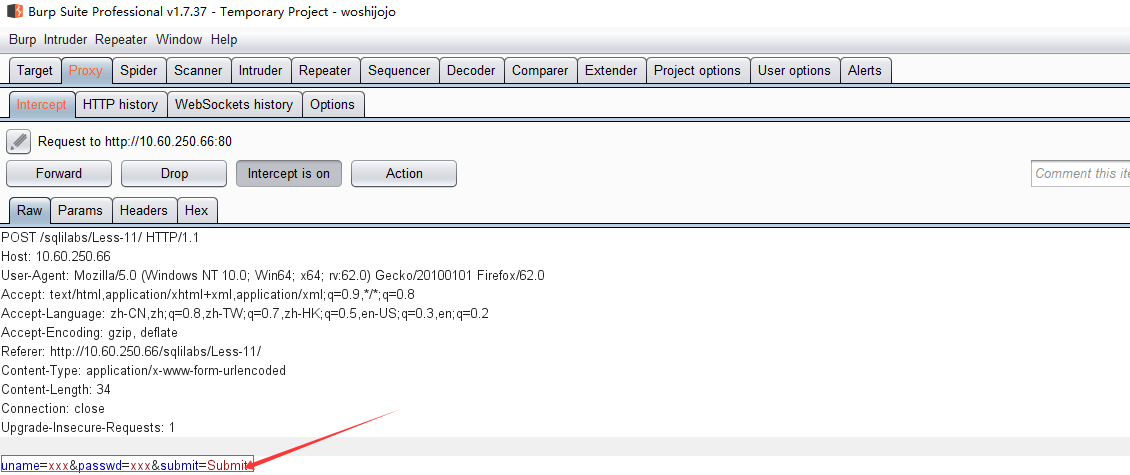 Burp Suite Professional v1.7.37 - Temporary Project - woshijojo
Burp Intruder Repeater Window Help
Target Proxy Spider Scanner Intruder Repeater Sequencer Decoder Comparer Extender Project options User options Alerts
Intercept HTTP history WebSockets history Options
Request to http://10.60.250.66:80
Forward Drop Intercept is on Action Comment this ite
Raw Params Headers Hex
POST /sqlilabs/Less-11/ HTTP/1.1
Host: 10.60.250.66
User-Agent: Mozilla/5.0 (Windows NT 10.0; Win64; x64; rv:62.0) Gecko/20100101 Firefox/62.0
Accept: text/html,application/xhtml+xml,application/xml;q=0.9,*/*;q=0.8
Accept-Language: zh-CN,zh;q=0.8,zh-TW;q=0.7,zh-HK;q=0.5,en-US;q=0.3,en;q=0.2
Accept-Encoding: gzip, deflate
Referer: http://10.60.250.66/sqlilabs/Less-11/
Content-Type: application/x-www-form-urlencoded
Content-Length: 34
Connection: close
Upgrade-Insecure-Requests: 1
uname=xxx&passwd=xxx&submit=Submit